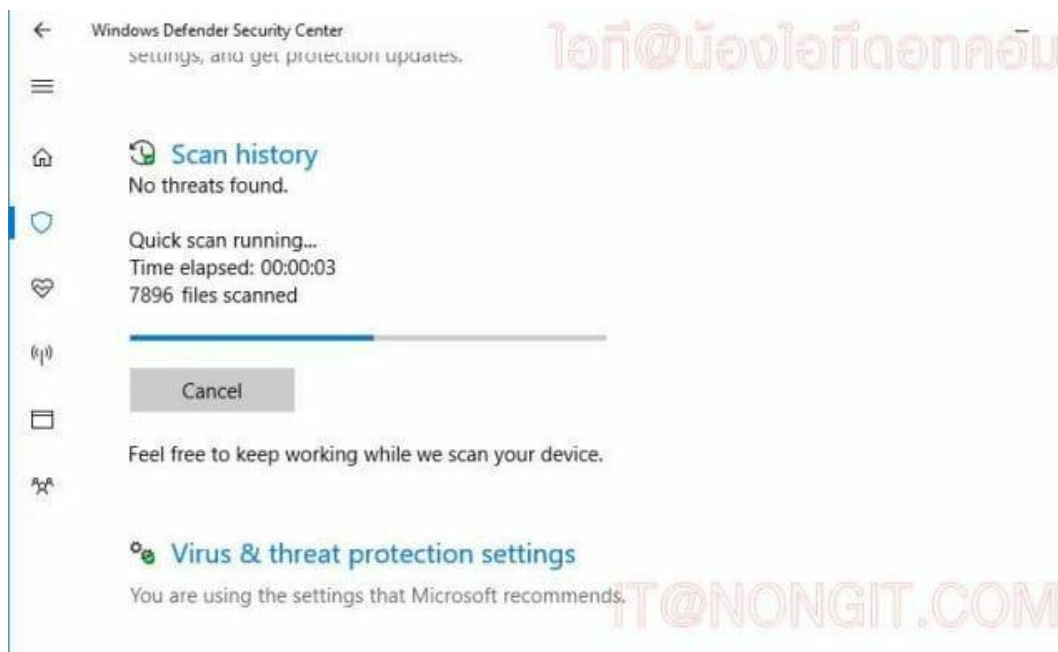 Windows Defender Security Center
ไอที@น้องไอทีดอทคอม
settings, and get protection updates.
Scan history
No threats found.
Quick scan running...
Time elapsed: 00:00:03
7896 files scanned
Cancel
Feel free to keep working while we scan your device.
Virus & threat protection settings
You are using the settings that Microsoft recommends.
IT@NONGIT.COM